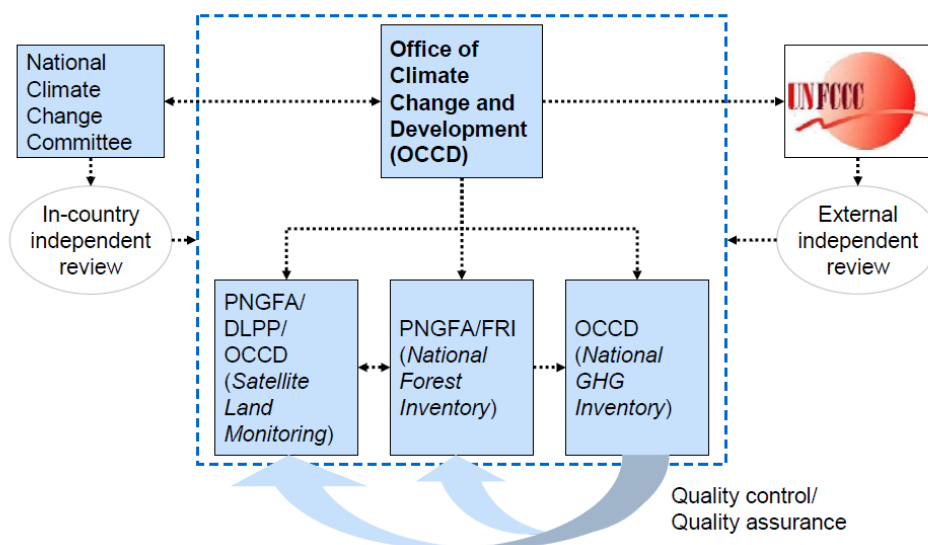 National
Climate
Change
Committee
Office of
Climate
Change and
Development
(OCCD)
UNFCCC
In-country
independent
review
External
independent
review
PNGFA/
DLPP/
OCCD
(Satellite
Land
Monitoring)
PNGFA/FRI
(National
Forest
Inventory)
OCCD
(National
GHG
Inventory)
Quality control/
Quality assurance